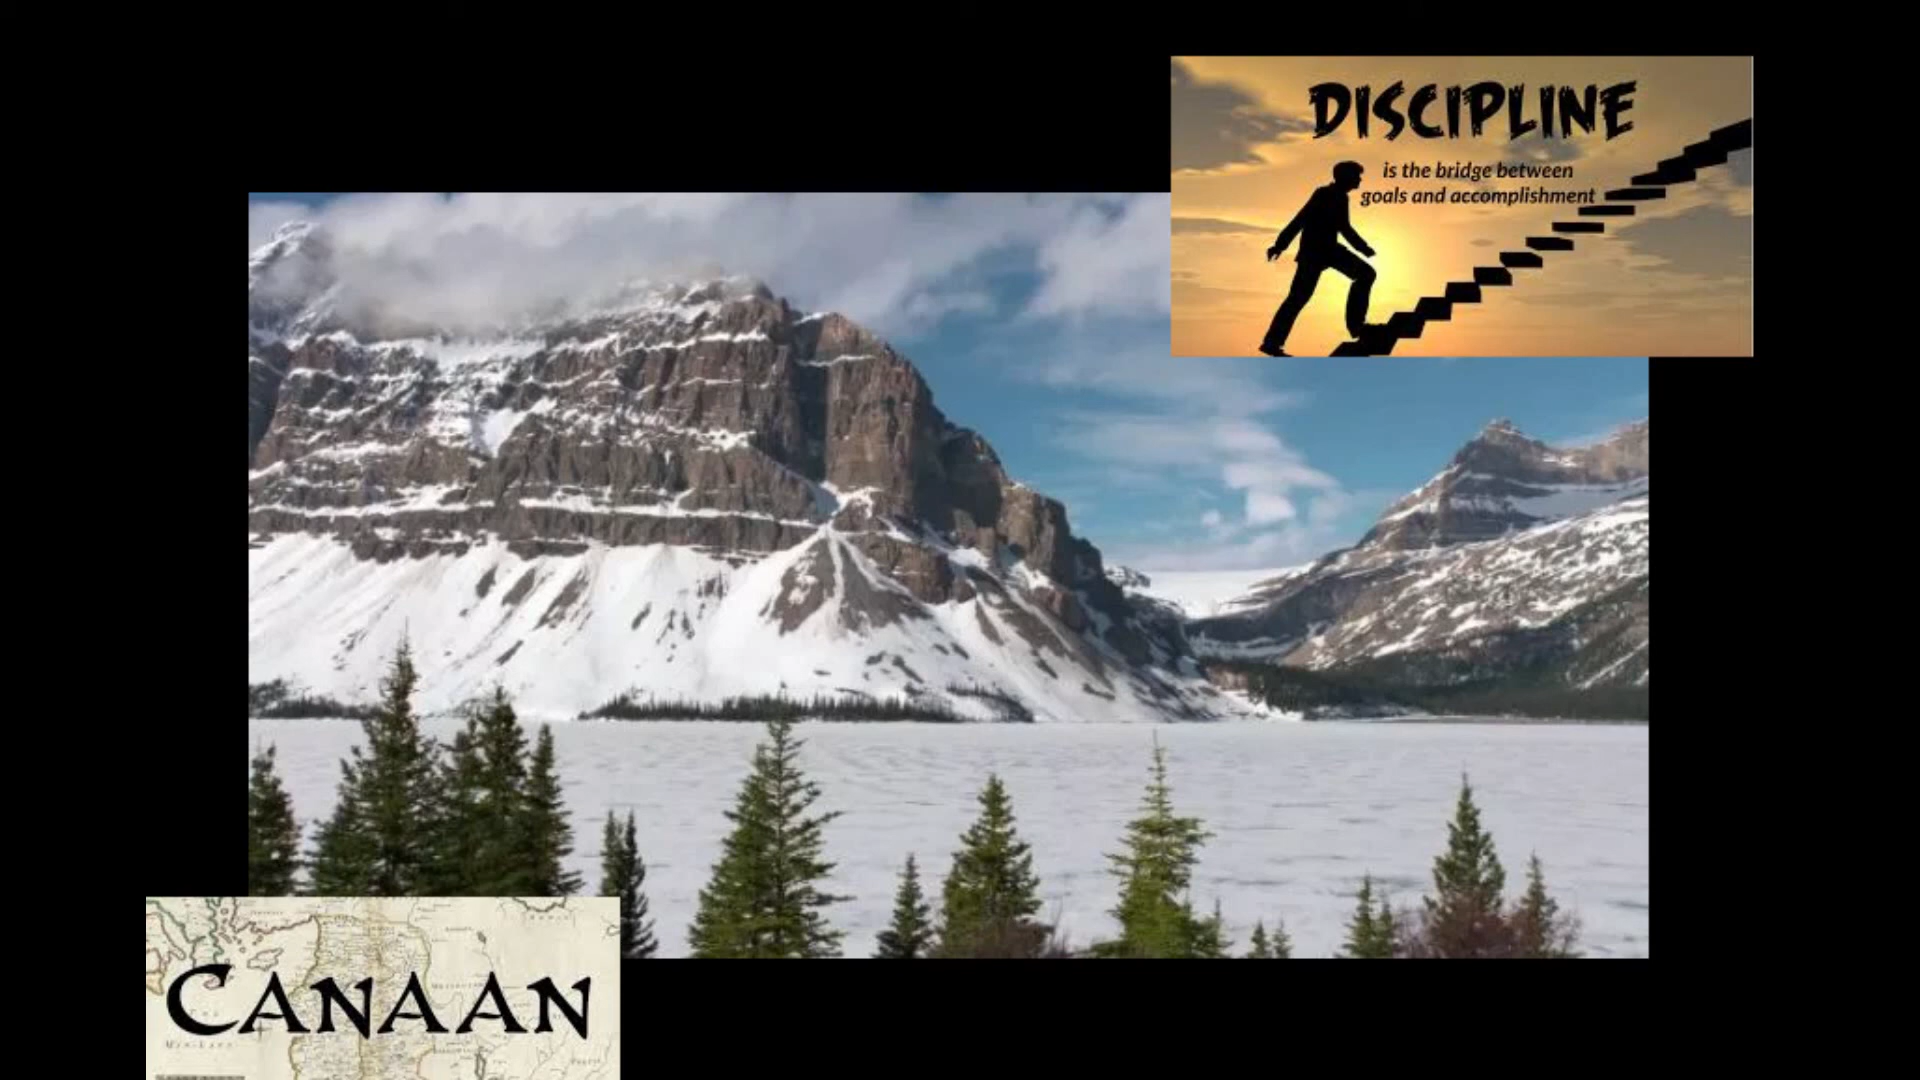 DISCIPLINE
is the bridge between
goals and accomplishment
CANAAN